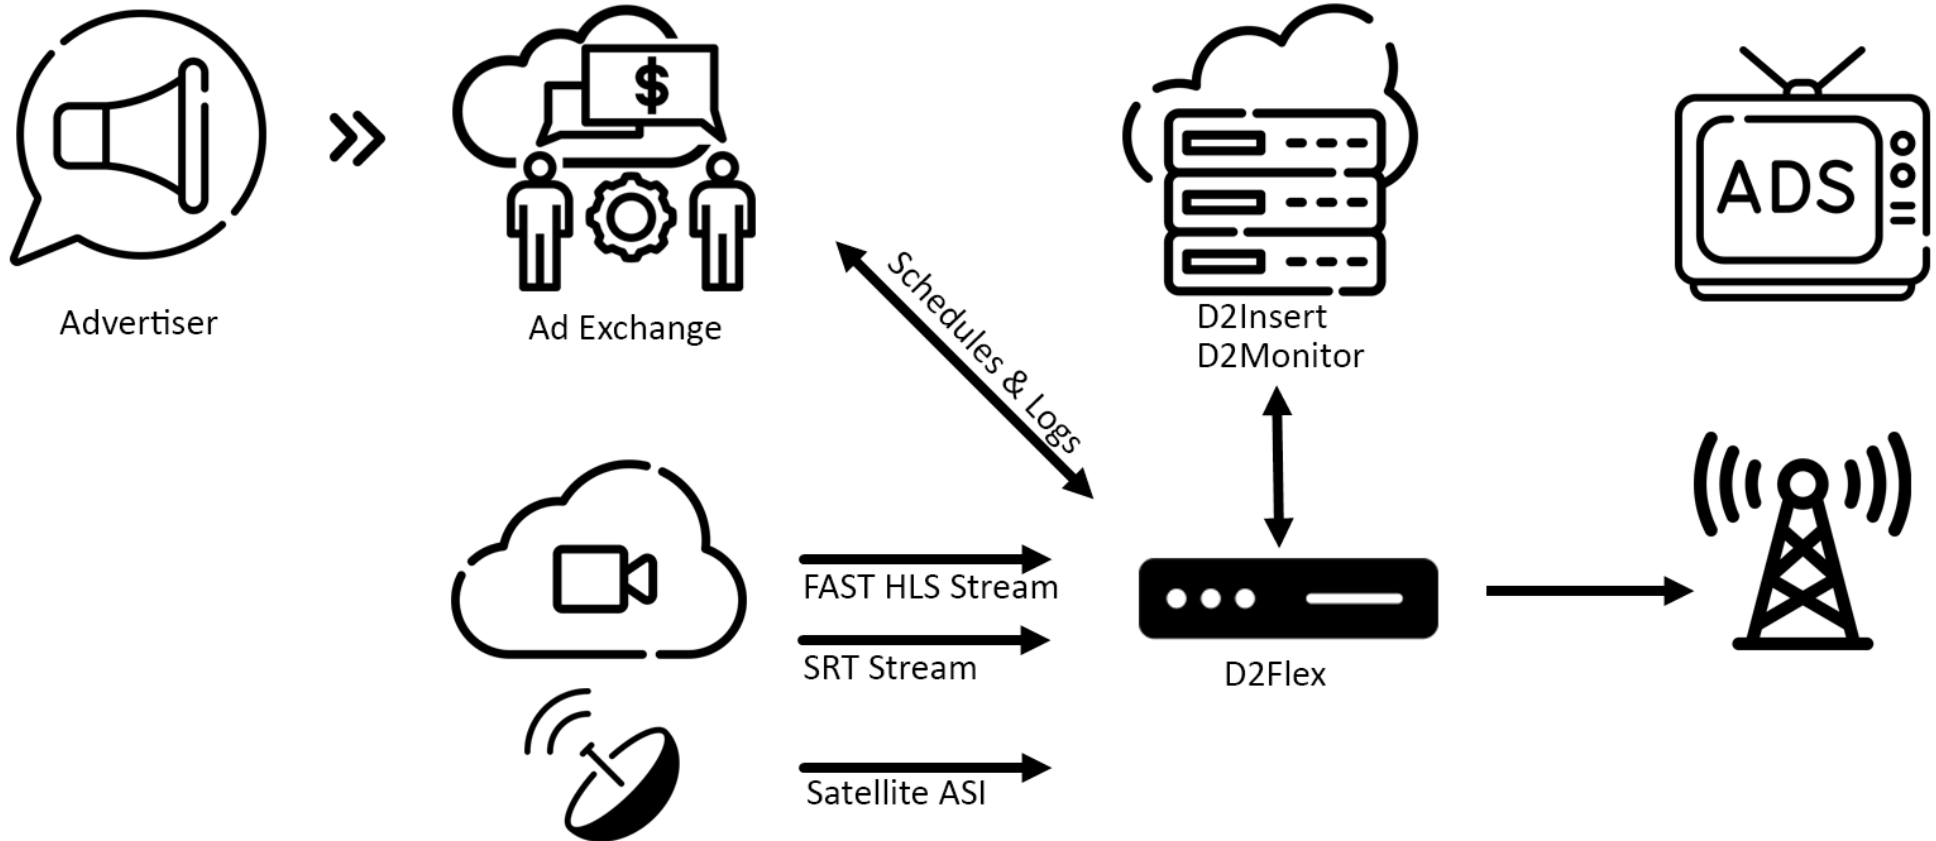 $
ADS
Advertiser
Ad Exchange
D2Insert
D2Monitor
Schedules & Logs
FAST HLS Stream
SRT Stream
D2Flex
Satellite ASI